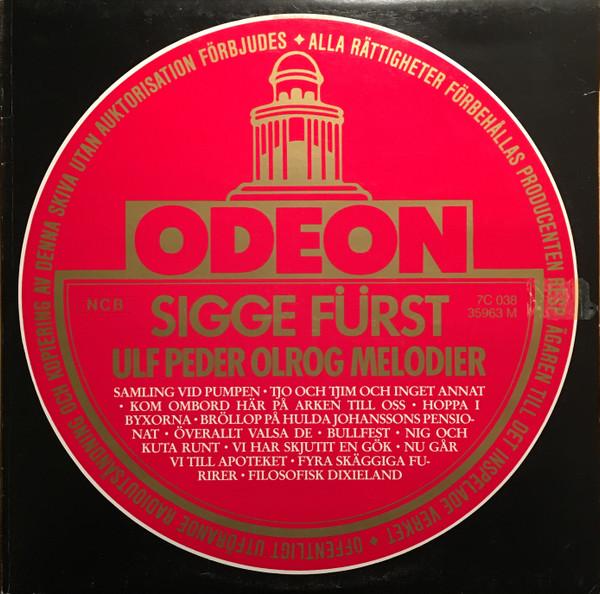 ALLA RÄTTIGHETER FÖRBEHÅLLAS PRODUCENTEN RESP. ÄGAREN TILL DET INSPELADE VERKET ✦ OFFENTLIGT UTFÖRANDE RADIOUTSÄNDNING OCH KOPIERING AV DENNA SKIVA UTAN AUKTORISATION FÖRBJUDES ✦
ODEON
NCB
7C 038
35963 M
SIGGE FÜRST
ULF PEDER OLROG MELODIER
SAMLING VID PUMPEN · TJO OCH TJIM OCH INGET ANNAT
· KOM OMBORD HÄR PÅ ARKEN TILL OSS · HOPPA I
BYXORNA · BRÖLLOP PÅ HULDA JOHANSSONS PENSIO-
NAT · ÖVERALLT VALSA DE · BULLFEST · NIG OCH
KUTA RUNT · VI HAR SKJUTIT EN GÖK · NU GÅR
VI TILL APOTEKET · FYRA SKÄGGIGA FU-
RIRER · FILOSOFISK DIXIELAND